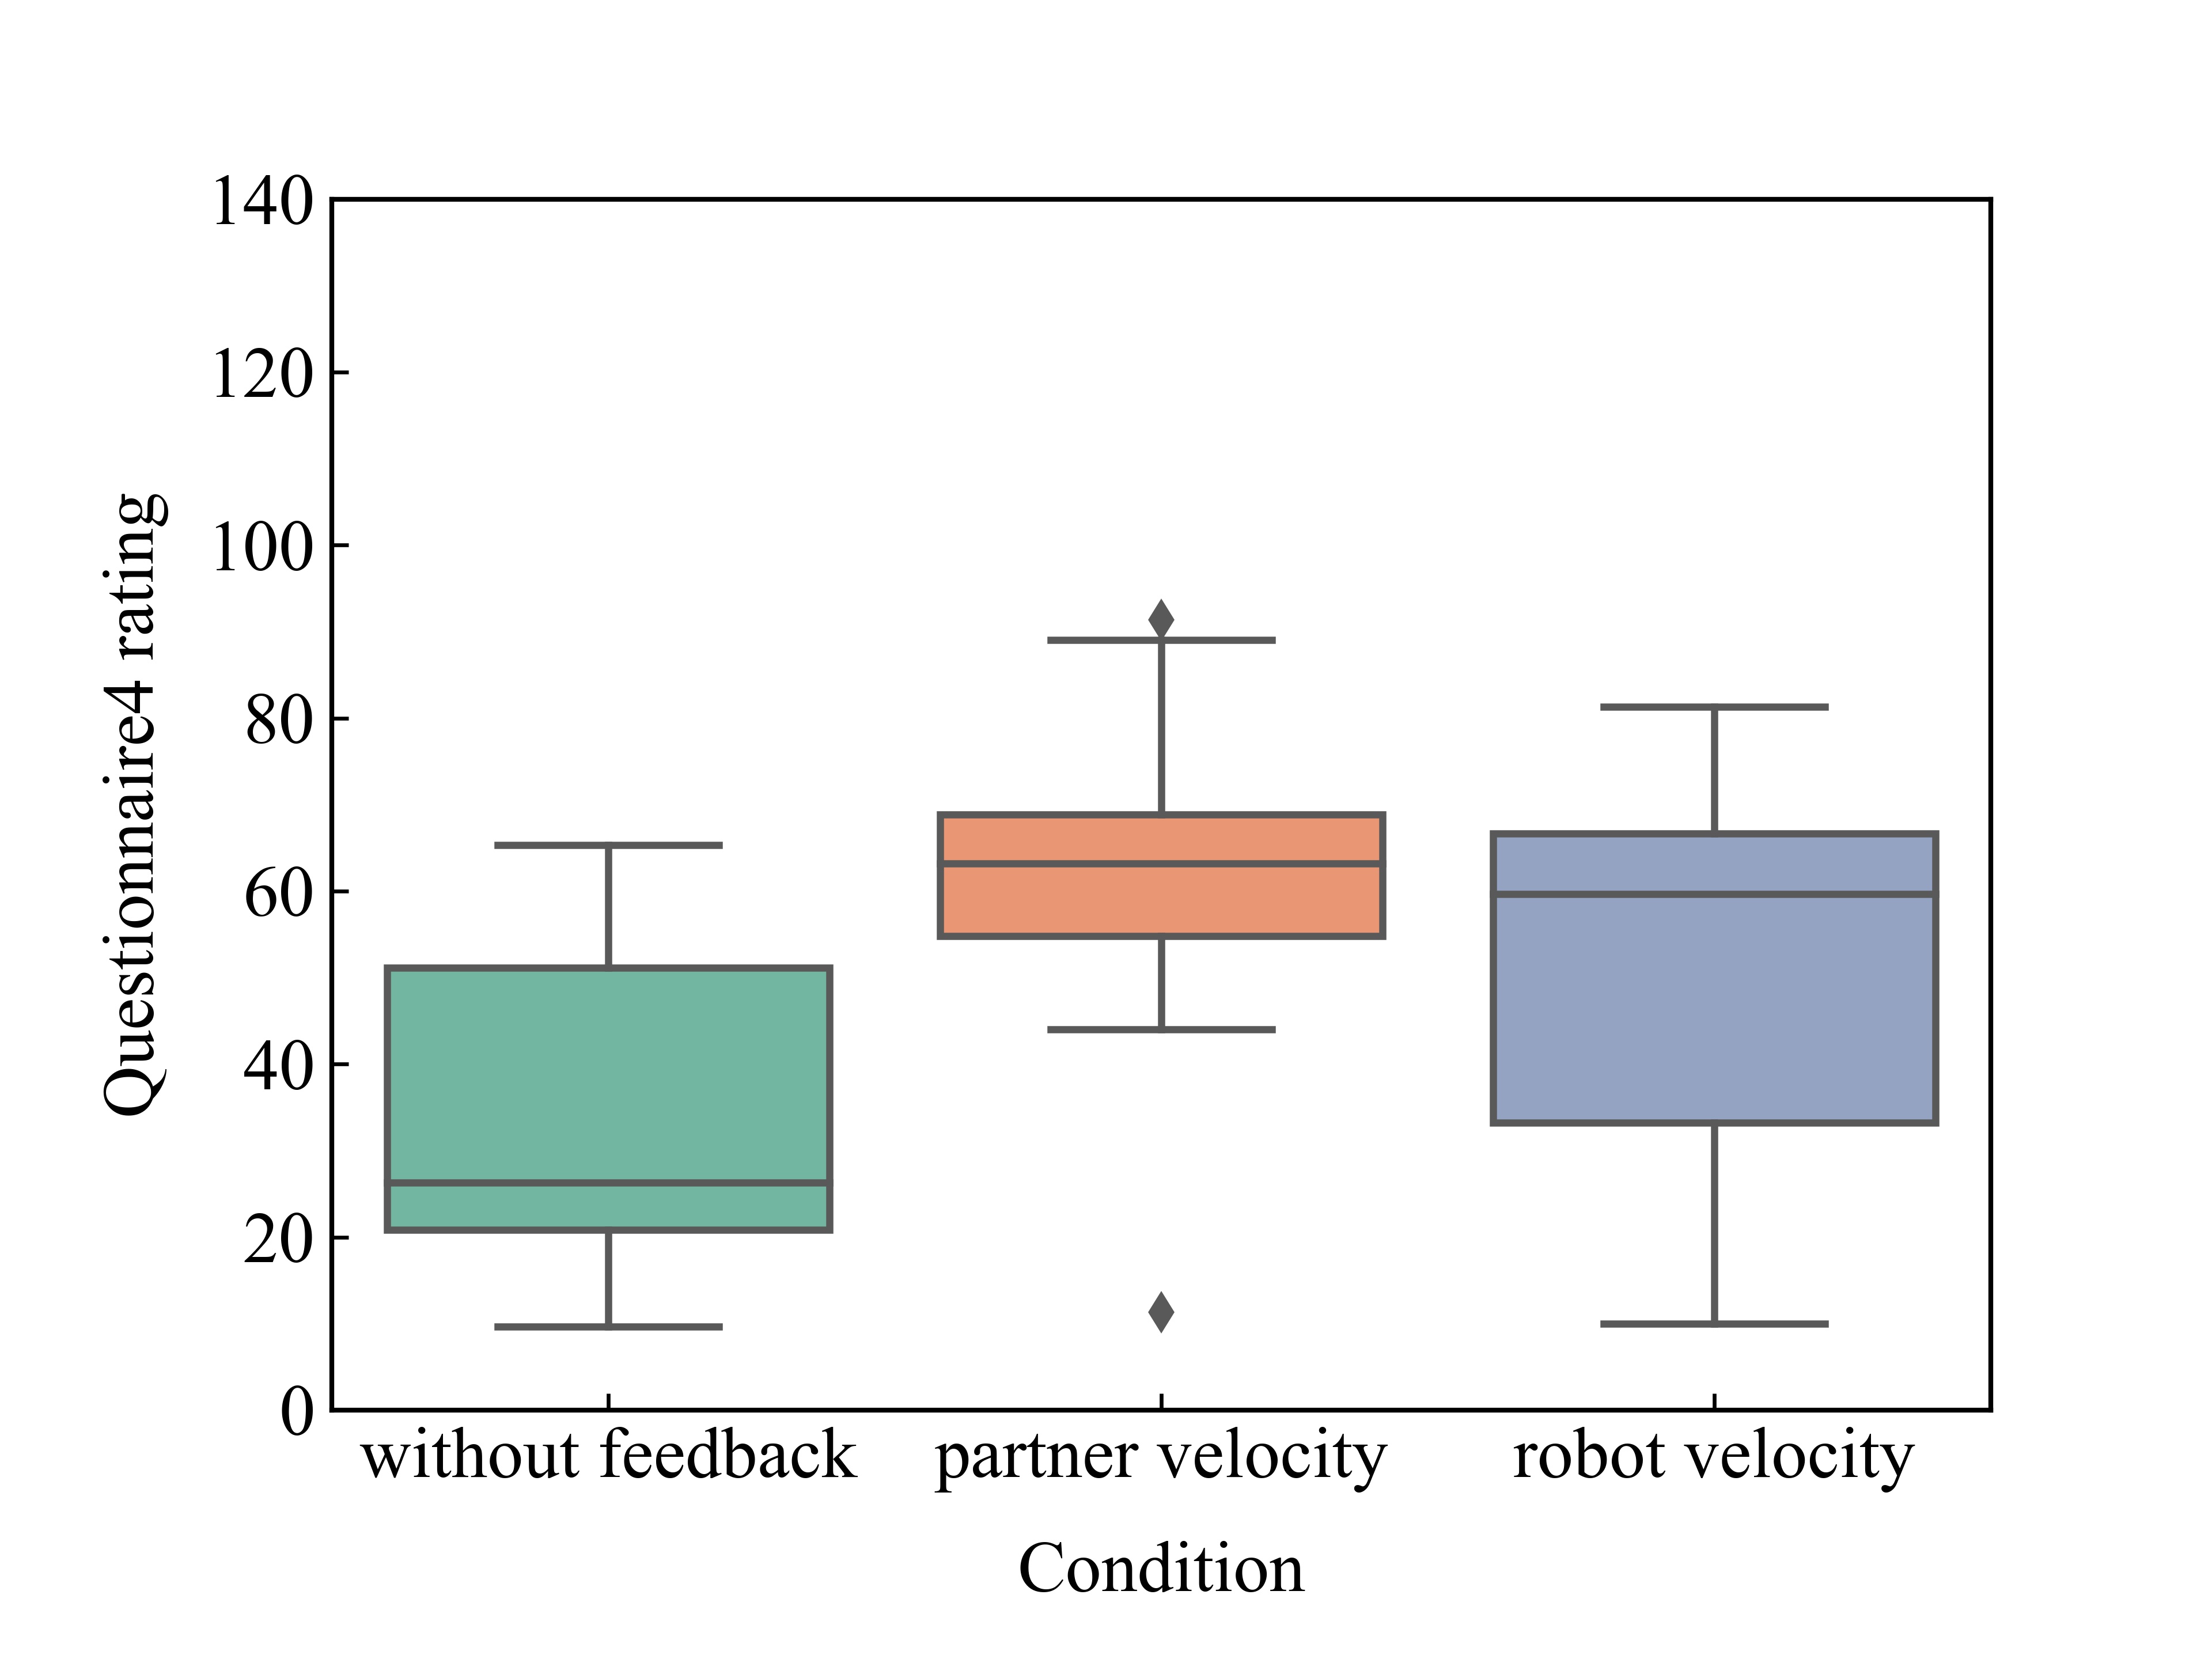 140
120
100
80
60
40
20
0
Questionnaire4 rating
without feedback
partner velocity
robot velocity
Condition